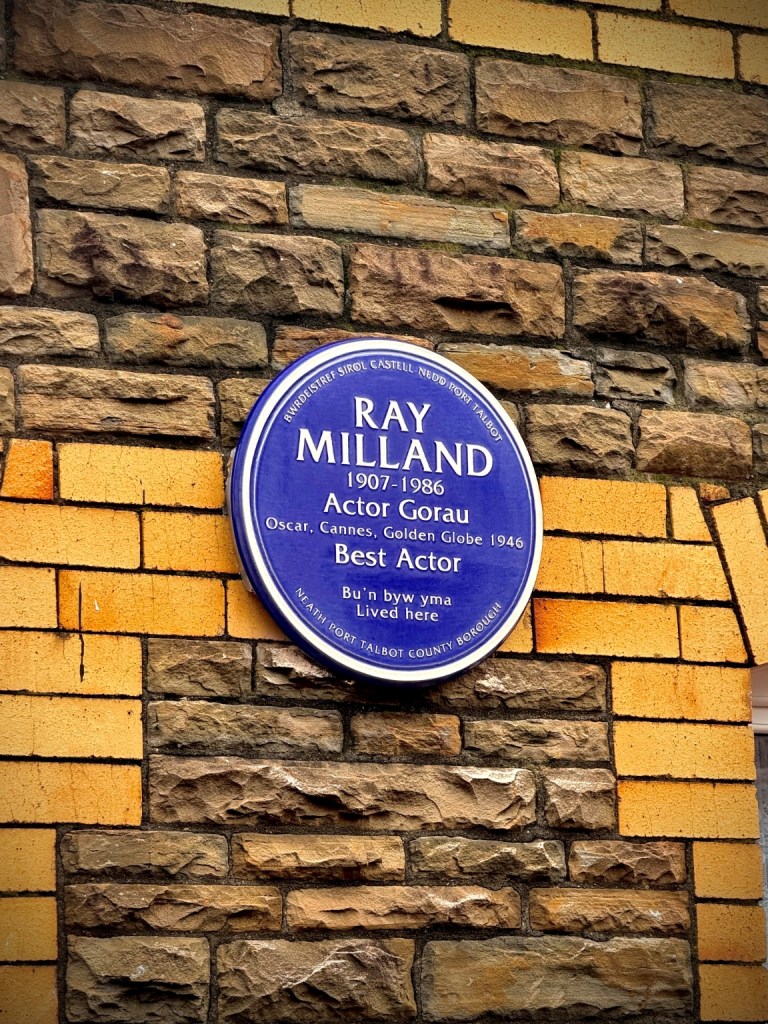 BWRDEISTREF SIROL CASTELL NEDD PORT TALBOT
RAY
MILLAND
1907-1986
Actor Gorau
Oscar, Cannes, Golden Globe 1946
Best Actor
Bu'n byw yma
Lived here
NEATH PORT TALBOT COUNTY BOROUGH